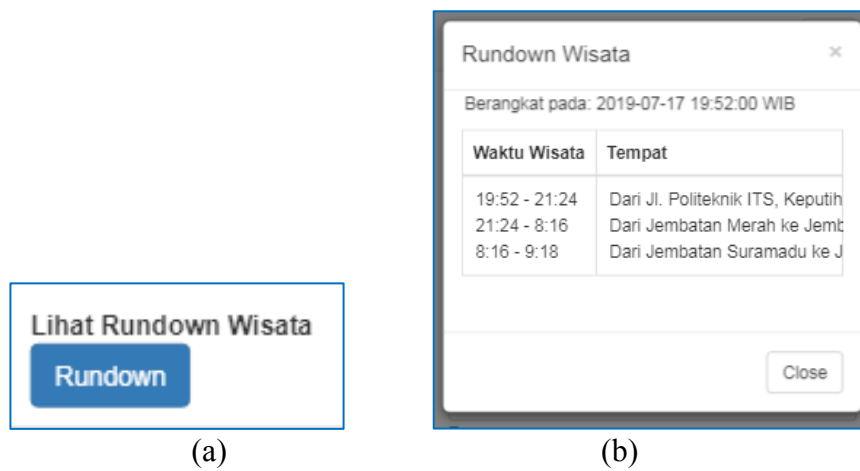 Lihat Rundown Wisata
Rundown
(a)
Rundown Wisata ×
Berangkat pada: 2019-07-17 19:52:00 WIB
Waktu Wisata Tempat
19:52 - 21:24 Dari Jl. Politeknik ITS, Keputih
21:24 - 8:16 Dari Jembatan Merah ke Jemb
8:16 - 9:18 Dari Jembatan Suramadu ke J
Close
(b)